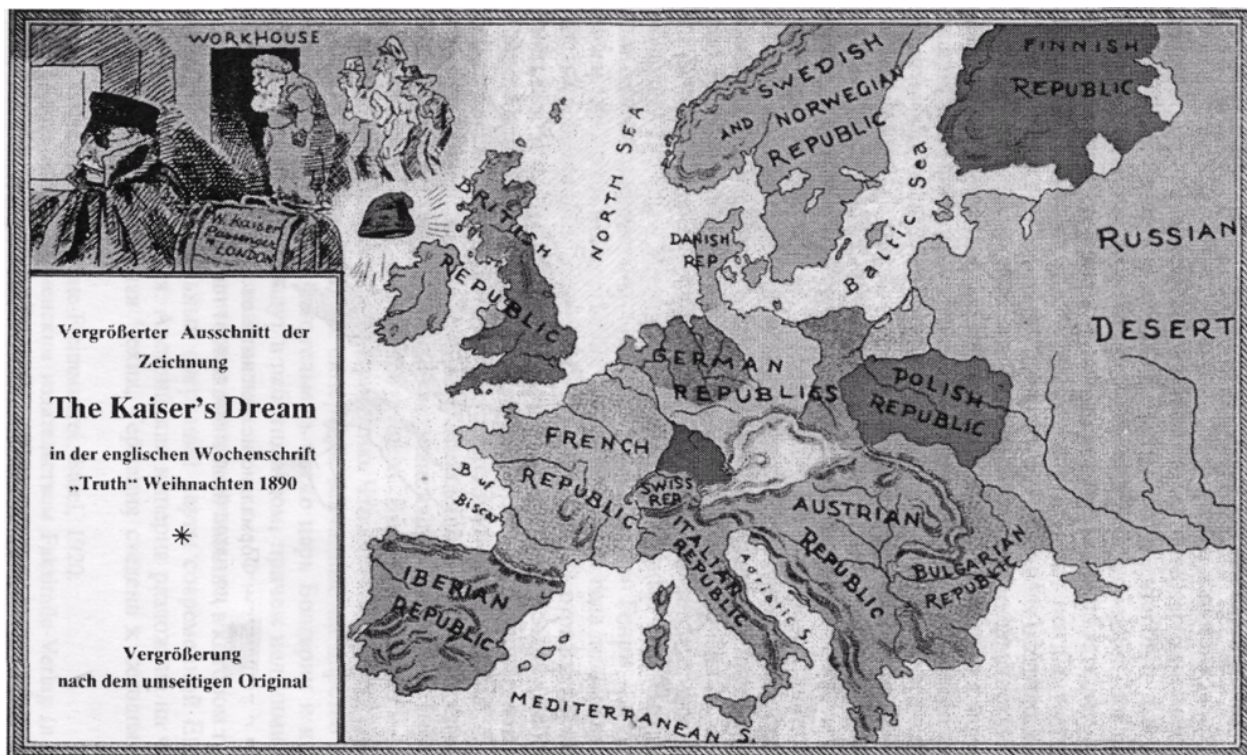 WORKHOUSE
W. Kaiser
Passenger
LONDON
Vergrößerter Ausschnitt der
Zeichnung
The Kaiser's Dream
in der englischen Wochenschrift
„Truth“ Weihnachten 1890
Vergrößerung
nach dem umseitigen Original
FINNISH
REPUBLIC
SWEDISH
AND NORWEGIAN
REPUBLIC
NORTH SEA
Baltic Sea
DANISH
REP
RUSSIAN
DESERT
BRITISH
REPUBLIC
GERMAN
REPUBLIES
POLISH
REPUBLIC
FRENCH
REPUBLIC
SWISS
REP
B of
Biscay
AUSTRIAN
REPUBLIC
ITALIAN
REPUBLIC
Adriatic S.
BULGARIAN
REPUBLIC
IBERIAN
REPUBLIC
MEDITERRANEAN S.